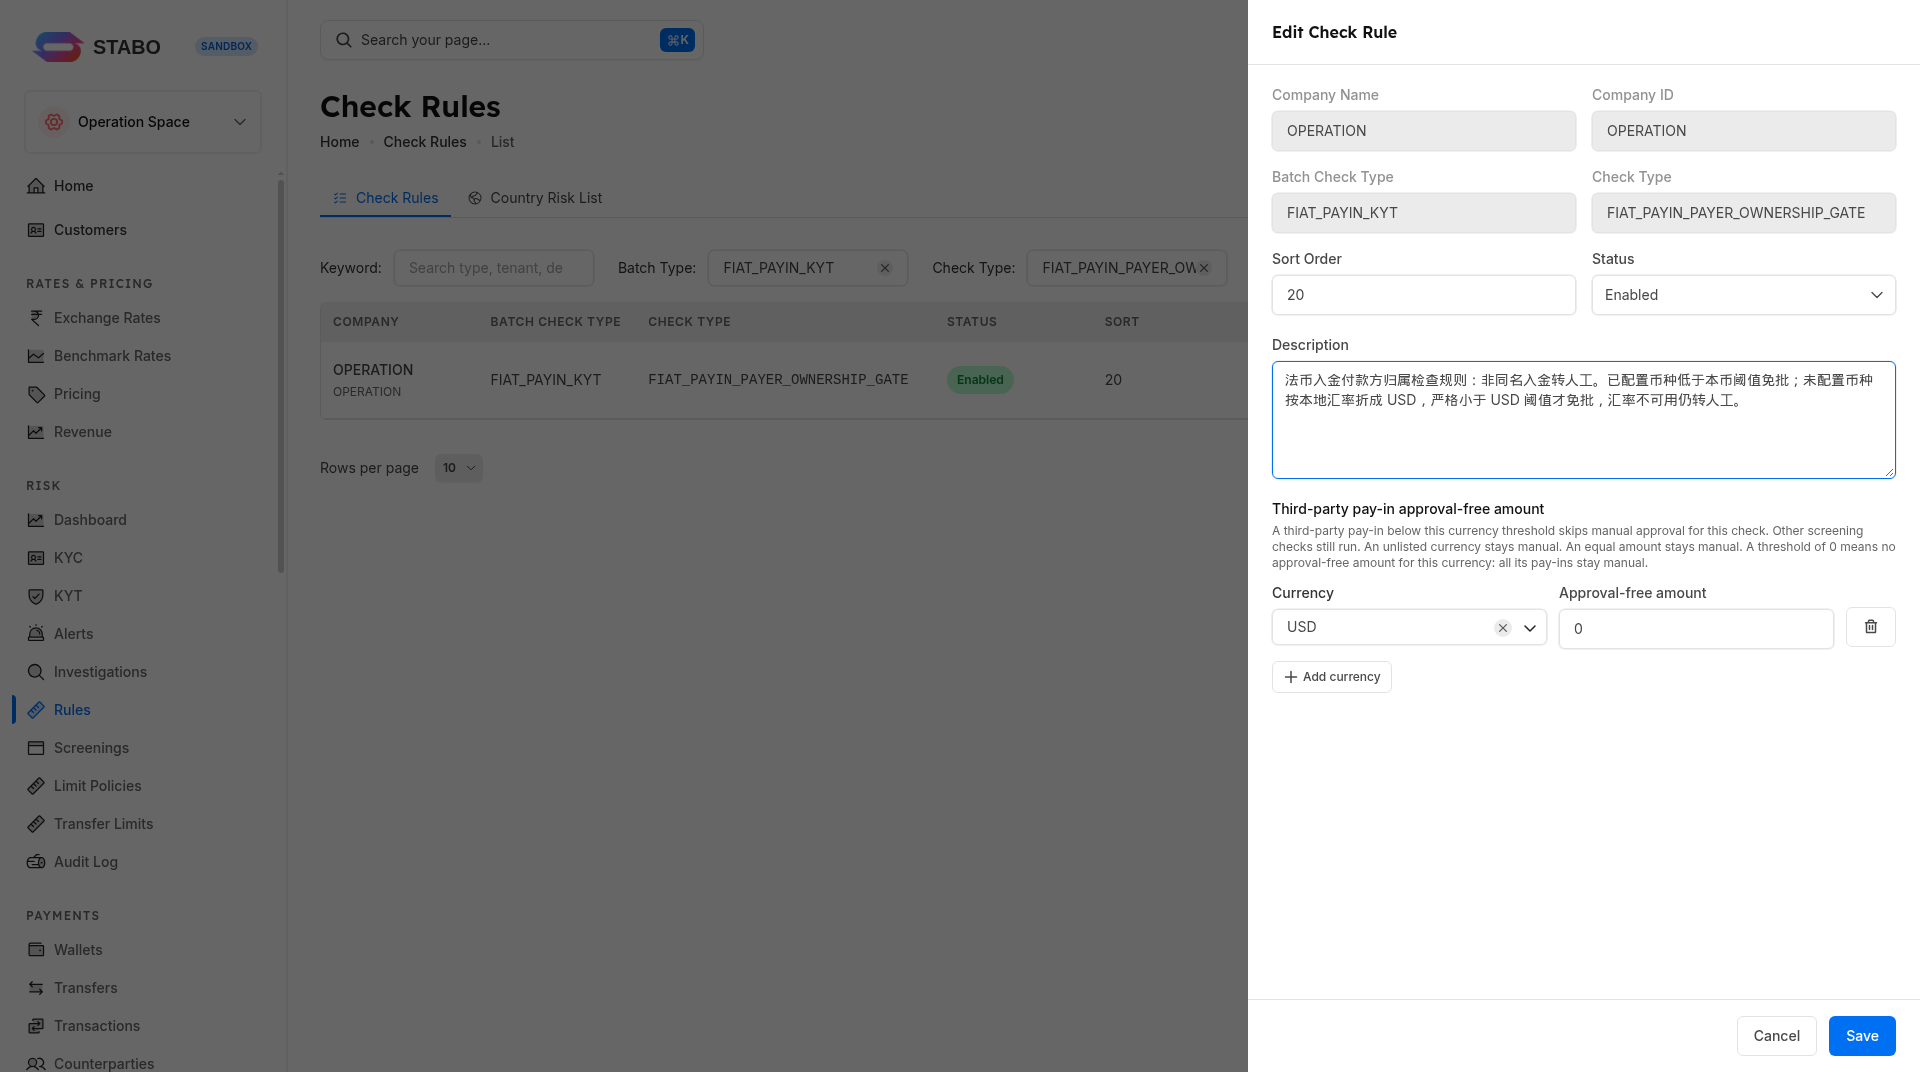 STABO
SANDBOX
Operation Space
Home
Customers
RATES & PRICING
Exchange Rates
Benchmark Rates
Pricing
Revenue
RISK
Dashboard
KYC
KYT
Alerts
Investigations
Rules
Screenings
Limit Policies
Transfer Limits
Audit Log
PAYMENTS
Wallets
Transfers
Transactions
Counterparties
Search your page...
⌘K
Check Rules
Home • Check Rules • List
Check Rules
Country Risk List
Keyword: Search type, tenant, de Batch Type: FIAT_PAYIN_KYT Check Type: FIAT_PAYIN_PAYER_OW
COMPANY BATCH CHECK TYPE CHECK TYPE STATUS SORT
OPERATION
OPERATION
FIAT_PAYIN_KYT FIAT_PAYIN_PAYER_OWNERSHIP_GATE Enabled 20
Rows per page 10
Edit Check Rule
Company Name
OPERATION
Company ID
OPERATION
Batch Check Type
FIAT_PAYIN_KYT
Check Type
FIAT_PAYIN_PAYER_OWNERSHIP_GATE
Sort Order
20
Status
Enabled
Description
法币入金付款方归属检查规则：非同名入金转人工。已配置币种低于本币阈值免批；未配置币种
按本地汇率折成 USD，严格小于 USD 阈值才免批，汇率不可用仍转人工。
Third-party pay-in approval-free amount
A third-party pay-in below this currency threshold skips manual approval for this check. Other screening
checks still run. An unlisted currency stays manual. An equal amount stays manual. A threshold of 0 means no
approval-free amount for this currency: all its pay-ins stay manual.
Currency
USD
Approval-free amount
0
Add currency
Cancel
Save